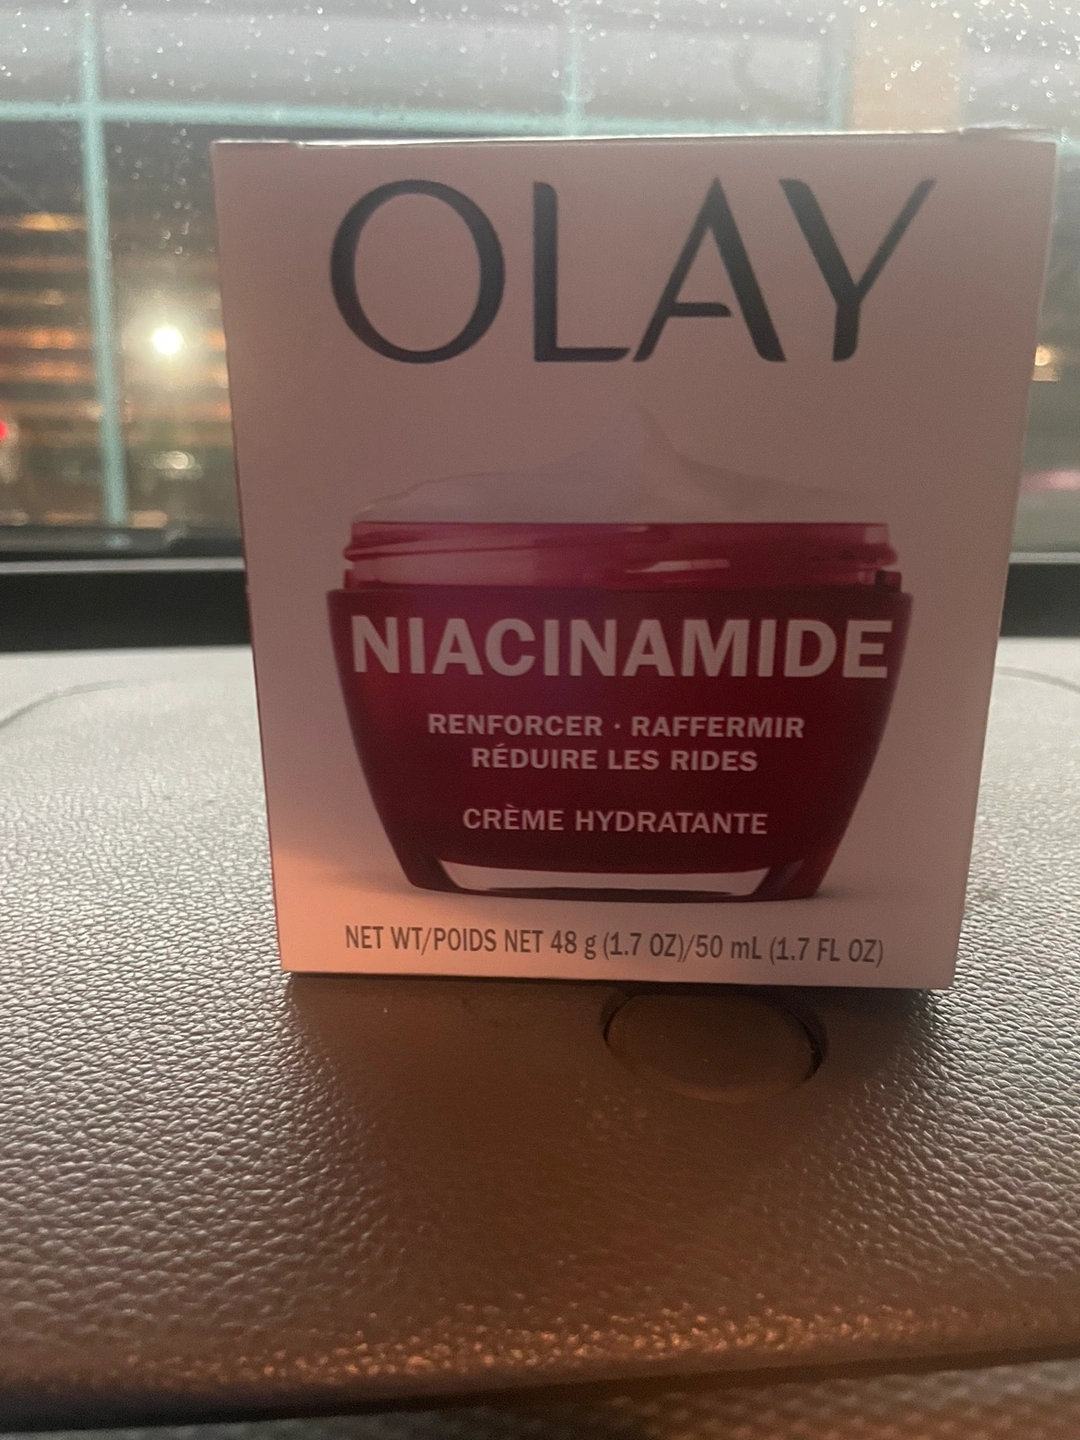 OLAY
NIACINAMIDE
RENFORCER · RAFFERMIR
RÉDUIRE LES RIDES
CRÈME HYDRATANTE
NET WT/POIDS NET 48 g (1.7 OZ)/50 mL (1.7 FL OZ)